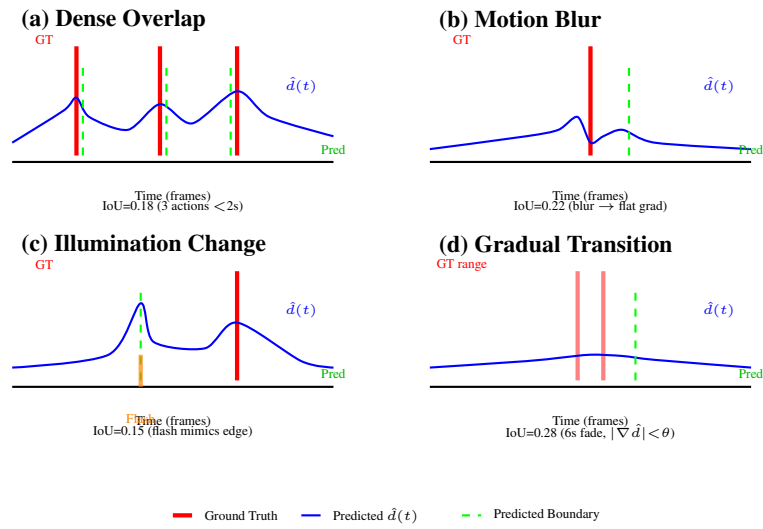 (a) Dense Overlap
GT
d̂(t)
Pred
Time (frames)
IoU=0.18 (3 actions <2s)
(b) Motion Blur
GT
d̂(t)
Pred
Time (frames)
IoU=0.22 (blur → flat grad)
(c) Illumination Change
GT
d̂(t)
Pred
Flash
Time (frames)
IoU=0.15 (flash mimics edge)
(d) Gradual Transition
GT range
d̂(t)
Pred
Time (frames)
IoU=0.28 (6s fade, |∇d̂|<θ)
Ground Truth
Predicted d̂(t)
Predicted Boundary